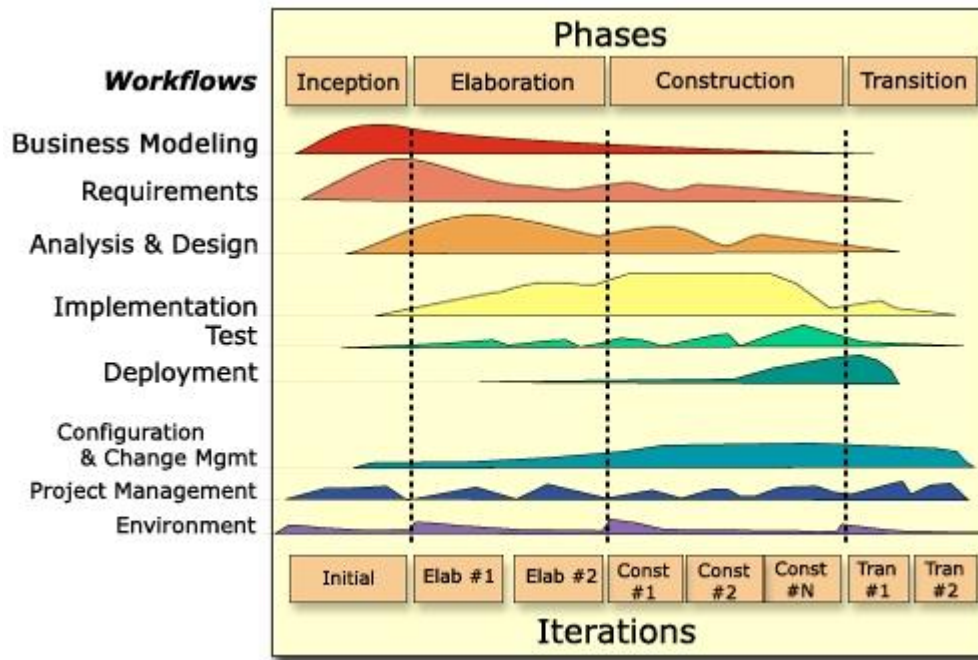 Phases
Workflows
Inception
Elaboration
Construction
Transition
Business Modeling
Requirements
Analysis & Design
Implementation
Test
Deployment
Configuration
& Change Mgmt
Project Management
Environment
Initial
Elab #1
Elab #2
Const
#1
Const
#2
Const
#N
Tran
#1
Tran
#2
Iterations